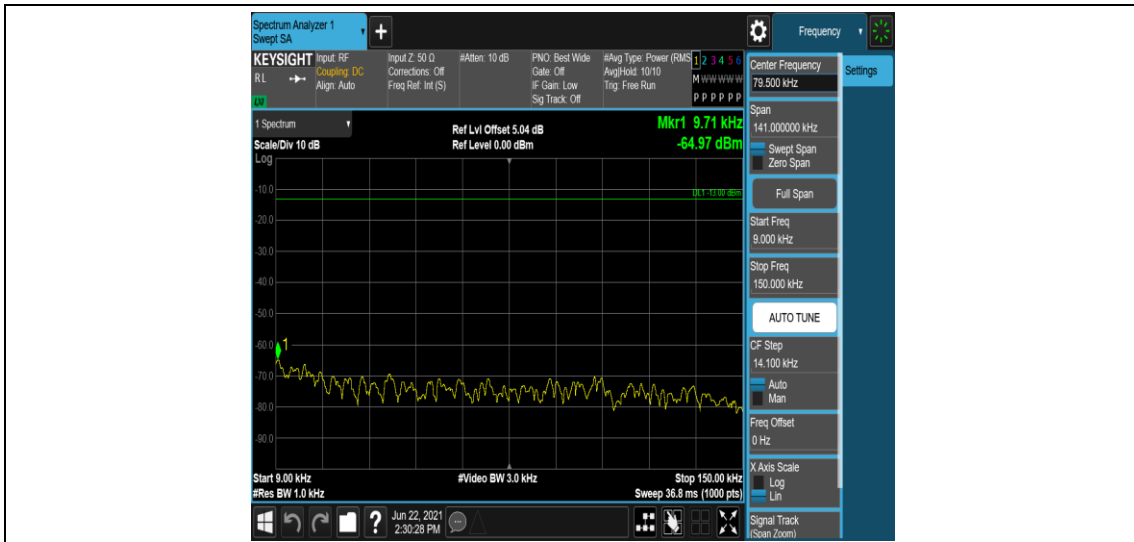 Spectrum Analyzer 1
Swept SA
+
Frequency
KEYSIGHT
RL
LXI
Input: RF
Coupling: DC
Align: Auto
Input Z: 50 Ω
Corrections: Off
Freq Ref: Int (S)
#Atten: 10 dB
PNO: Best Wide
Gate: Off
IF Gain: Low
Sig Track: Off
#Avg Type: Power (RMS
Avg|Hold: 10/10
Trig: Free Run
1 2 3 4 5 6
M W W W W W
P P P P P P
1 Spectrum
Scale/Div 10 dB
Log
Ref Lvl Offset 5.04 dB
Ref Level 0.00 dBm
Mkr1 9.71 kHz
-64.97 dBm
DL1 -13.00 dBm
-10.0
-20.0
-30.0
-40.0
-50.0
-60.0
1
-70.0
-80.0
-90.0
Start 9.00 kHz
#Res BW 1.0 kHz
#Video BW 3.0 kHz
Stop 150.00 kHz
Sweep 36.8 ms (1000 pts)
Center Frequency
79.500 kHz
Settings
Span
141.000000 kHz
Swept Span
Zero Span
Full Span
Start Freq
9.000 kHz
Stop Freq
150.000 kHz
AUTO TUNE
CF Step
14.100 kHz
Auto
Man
Freq Offset
0 Hz
X Axis Scale
Log
Lin
Signal Track
(Span Zoom)
?
Jun 22, 2021
2:30:28 PM